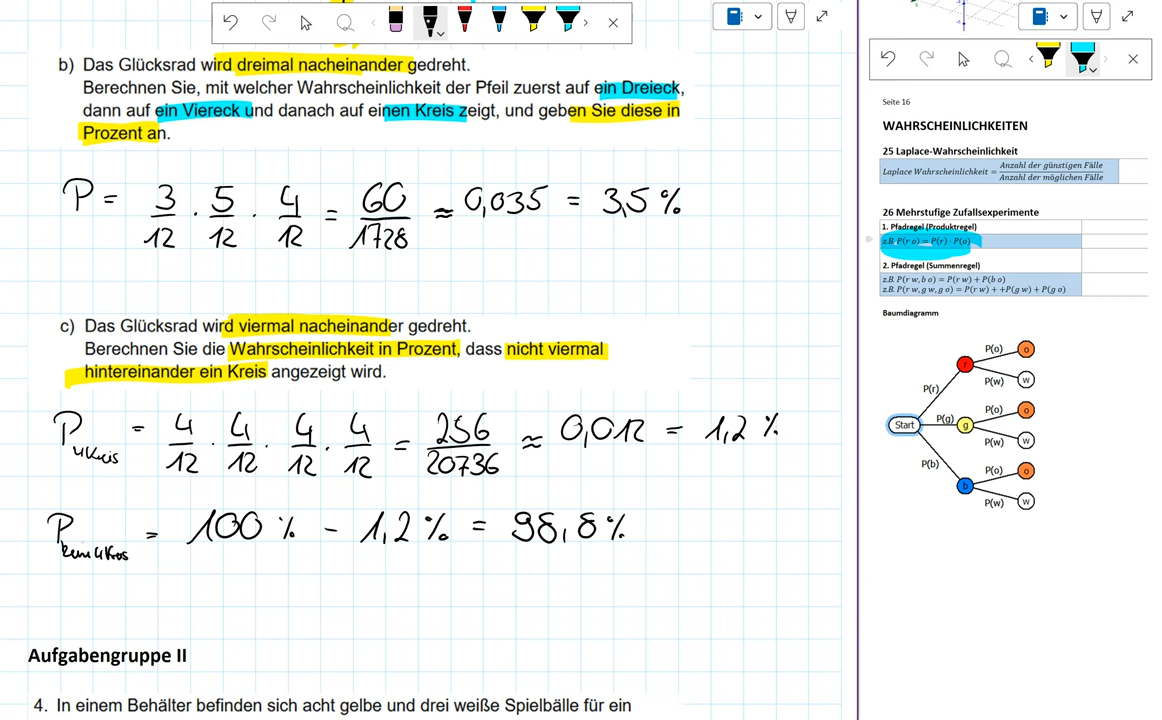 b) Das Glücksrad wird dreimal nacheinander gedreht.
Berechnen Sie, mit welcher Wahrscheinlichkeit der Pfeil zuerst auf ein Dreieck,
dann auf ein Viereck und danach auf einen Kreis zeigt, und geben Sie diese in
Prozent an.
P = 3/12 · 5/12 · 4/12 = 60/1728 ≈ 0,035 = 3,5 %
c) Das Glücksrad wird viermal nacheinander gedreht.
Berechnen Sie die Wahrscheinlichkeit in Prozent, dass nicht viermal
hintereinander ein Kreis angezeigt wird.
P 4Kreis = 4/12 · 4/12 · 4/12 · 4/12 = 256/20736 ≈ 0,012 = 1,2 %
P kein 4 = 100 % - 1,2 % = 98,8 %
Aufgabengruppe II
4. In einem Behälter befinden sich acht gelbe und drei weiße Spielbälle für ein
Seite 16
WAHRSCHEINLICHKEITEN
25 Laplace-Wahrscheinlichkeit
Laplace Wahrscheinlichkeit = Anzahl der günstigen Fälle / Anzahl der möglichen Fälle
26 Mehrstufige Zufallsexperimente
1. Pfadregel (Produktregel)
z.B. P(r o) = P(r) · P(o)
2. Pfadregel (Summenregel)
z.B. P(r w, b o) = P(r w) + P(b o)
z.B. P(r w, g w, g o) = P(r w) + +P(g w) + P(g o)
Baumdiagramm
P(o) o
r
P(w) w
P(r)
P(o) o
Start P(g) g
P(w) w
P(b)
P(o) o
b
P(w) w